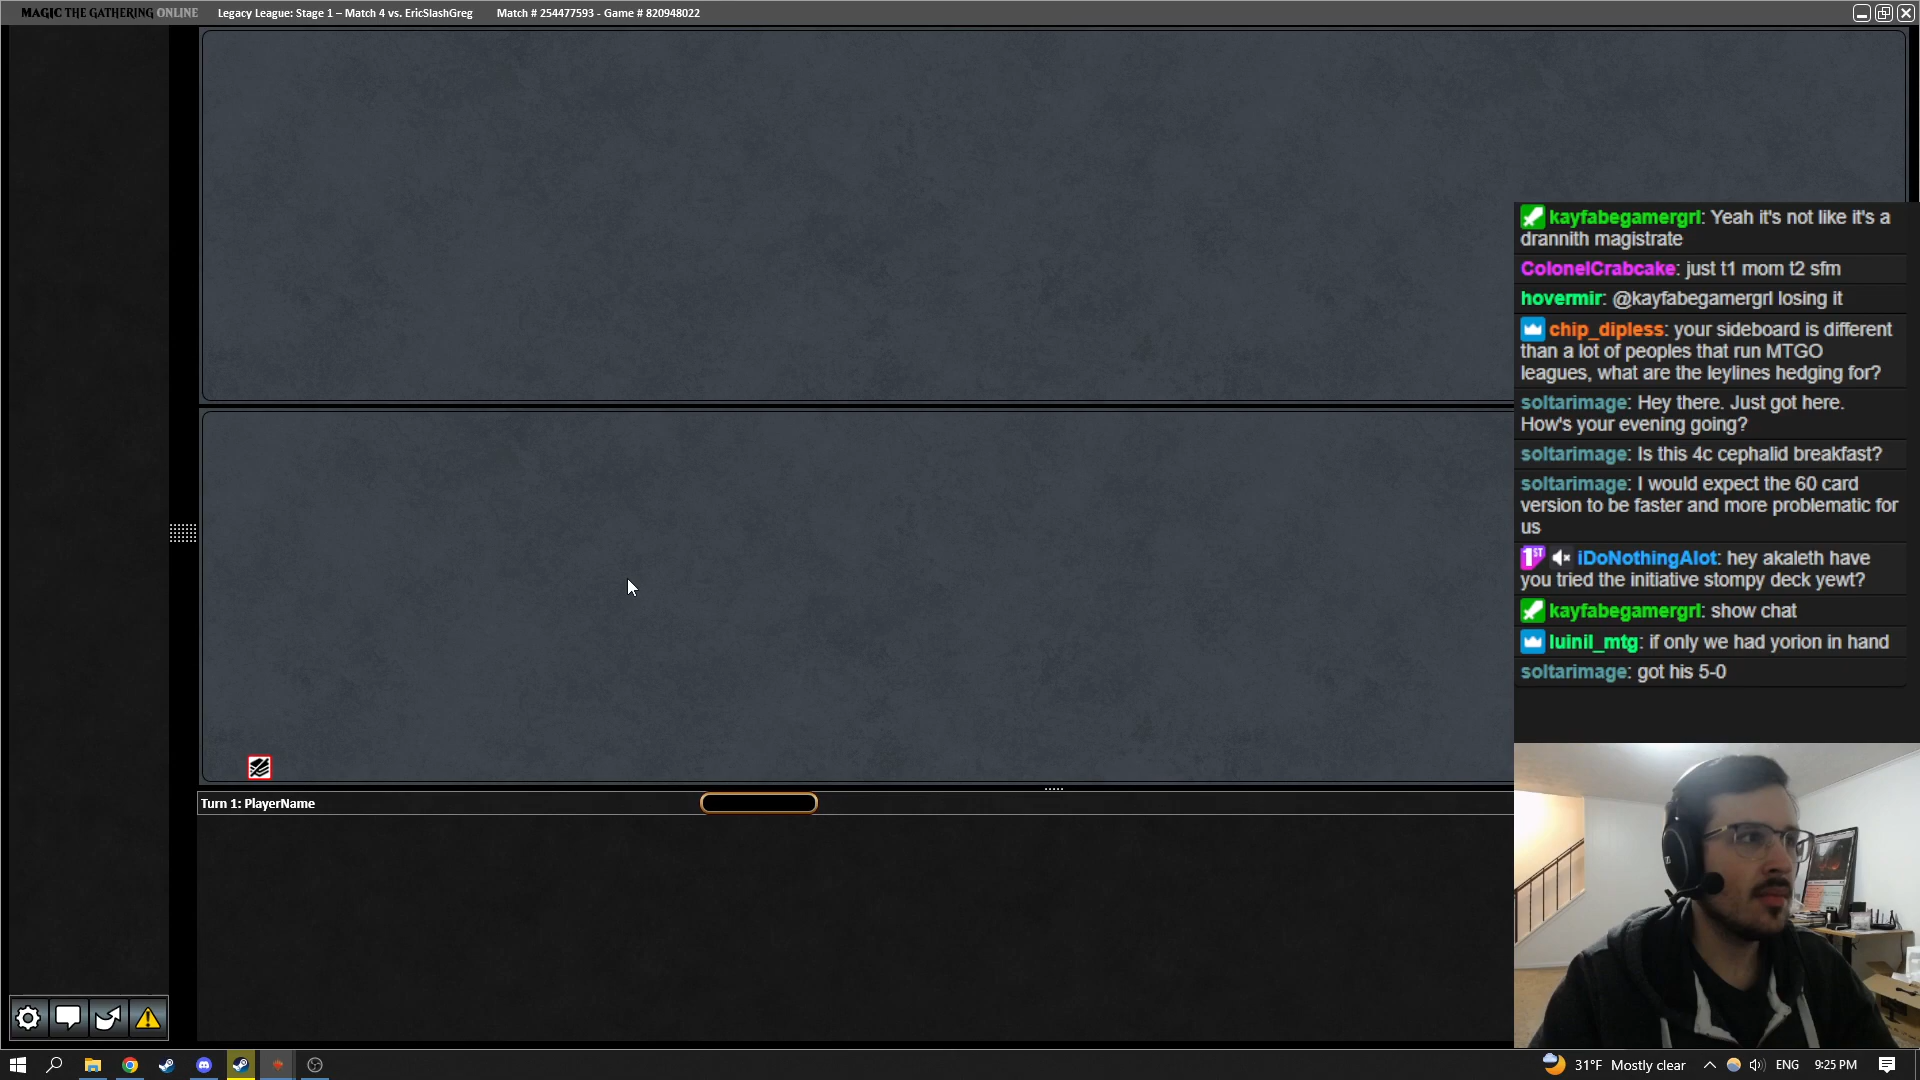 MAGIC THE GATHERING ONLINE Legacy League: Stage 1 – Match 4 vs. EricSlashGreg Match # 254477593 - Game # 820948022
kayfabegamergrl: Yeah it's not like it's a
drannith magistrate
ColonelCrabcake: just t1 mom t2 sfm
hovermir: @kayfabegamergrl losing it
chip_dipless: your sideboard is different
than a lot of peoples that run MTGO
leagues, what are the leylines hedging for?
soltarimage: Hey there. Just got here.
How's your evening going?
soltarimage: Is this 4c cephalid breakfast?
soltarimage: I would expect the 60 card
version to be faster and more problematic for
us
1ST iDoNothingAlot: hey akaleth have
you tried the initiative stompy deck yewt?
kayfabegamergrl: show chat
luinil_mtg: if only we had yorion in hand
soltarimage: got his 5-0
Turn 1: PlayerName
31°F Mostly clear ENG 9:25 PM